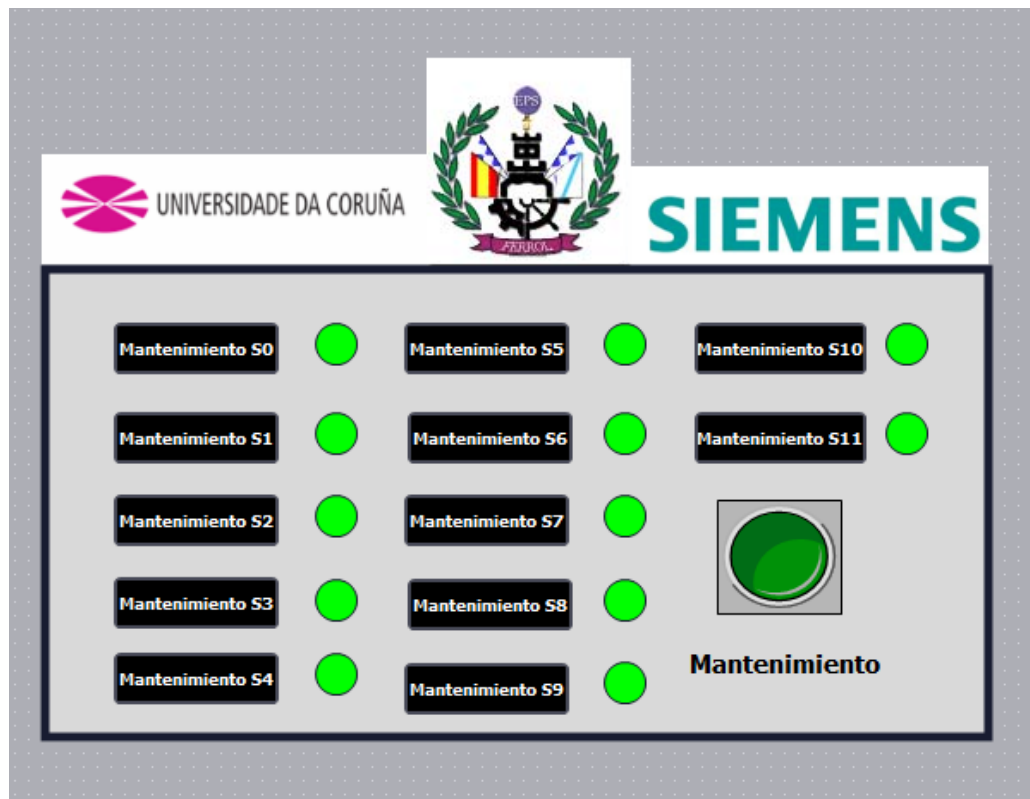 EPS
UNIVERSIDADE DA CORUÑA
FERROL
SIEMENS
Mantenimiento S0
Mantenimiento S5
Mantenimiento S10
Mantenimiento S1
Mantenimiento S6
Mantenimiento S11
Mantenimiento S2
Mantenimiento S7
Mantenimiento S3
Mantenimiento S8
Mantenimiento S4
Mantenimiento S9
Mantenimiento